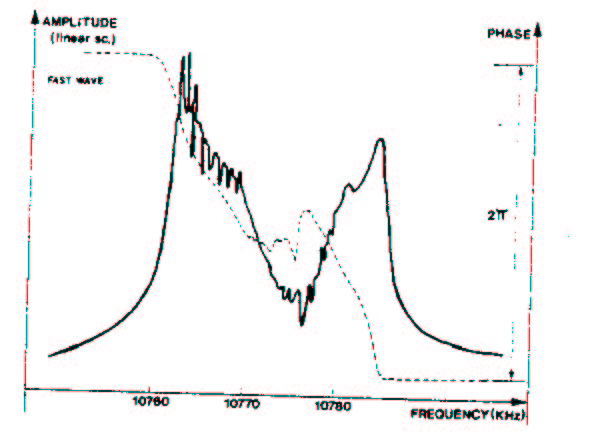 AMPLITUDE
(linear sc.)
PHASE
FAST WAVE
2π
10760
10770
10780
FREQUENCY (KHz)